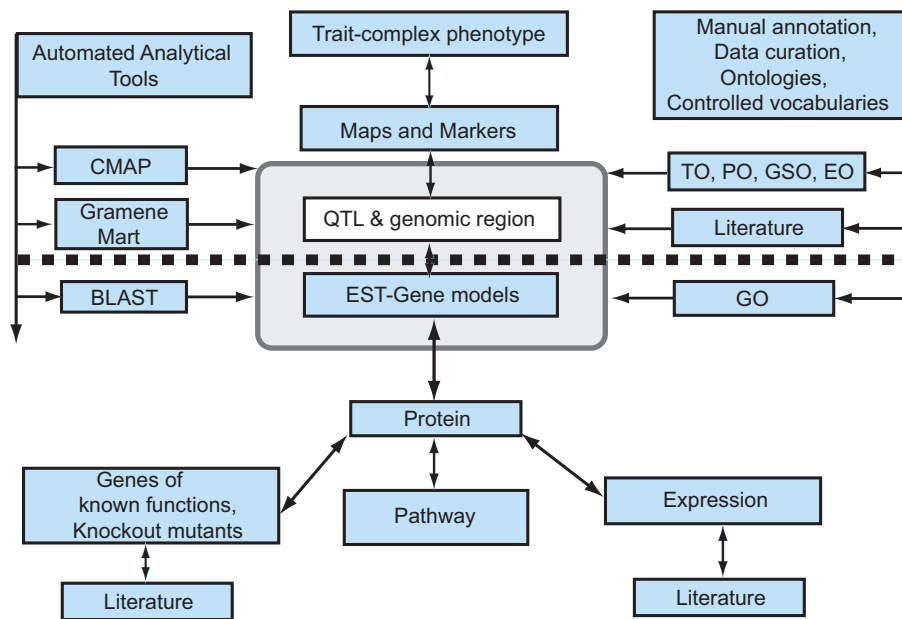 Automated Analytical
Tools
Trait-complex phenotype
Manual annotation,
Data curation,
Ontologies,
Controlled vocabularies
Maps and Markers
CMAP
TO, PO, GSO, EO
Gramene
Mart
QTL & genomic region
Literature
BLAST
EST-Gene models
GO
Protein
Genes of
known functions,
Knockout mutants
Pathway
Expression
Literature
Literature